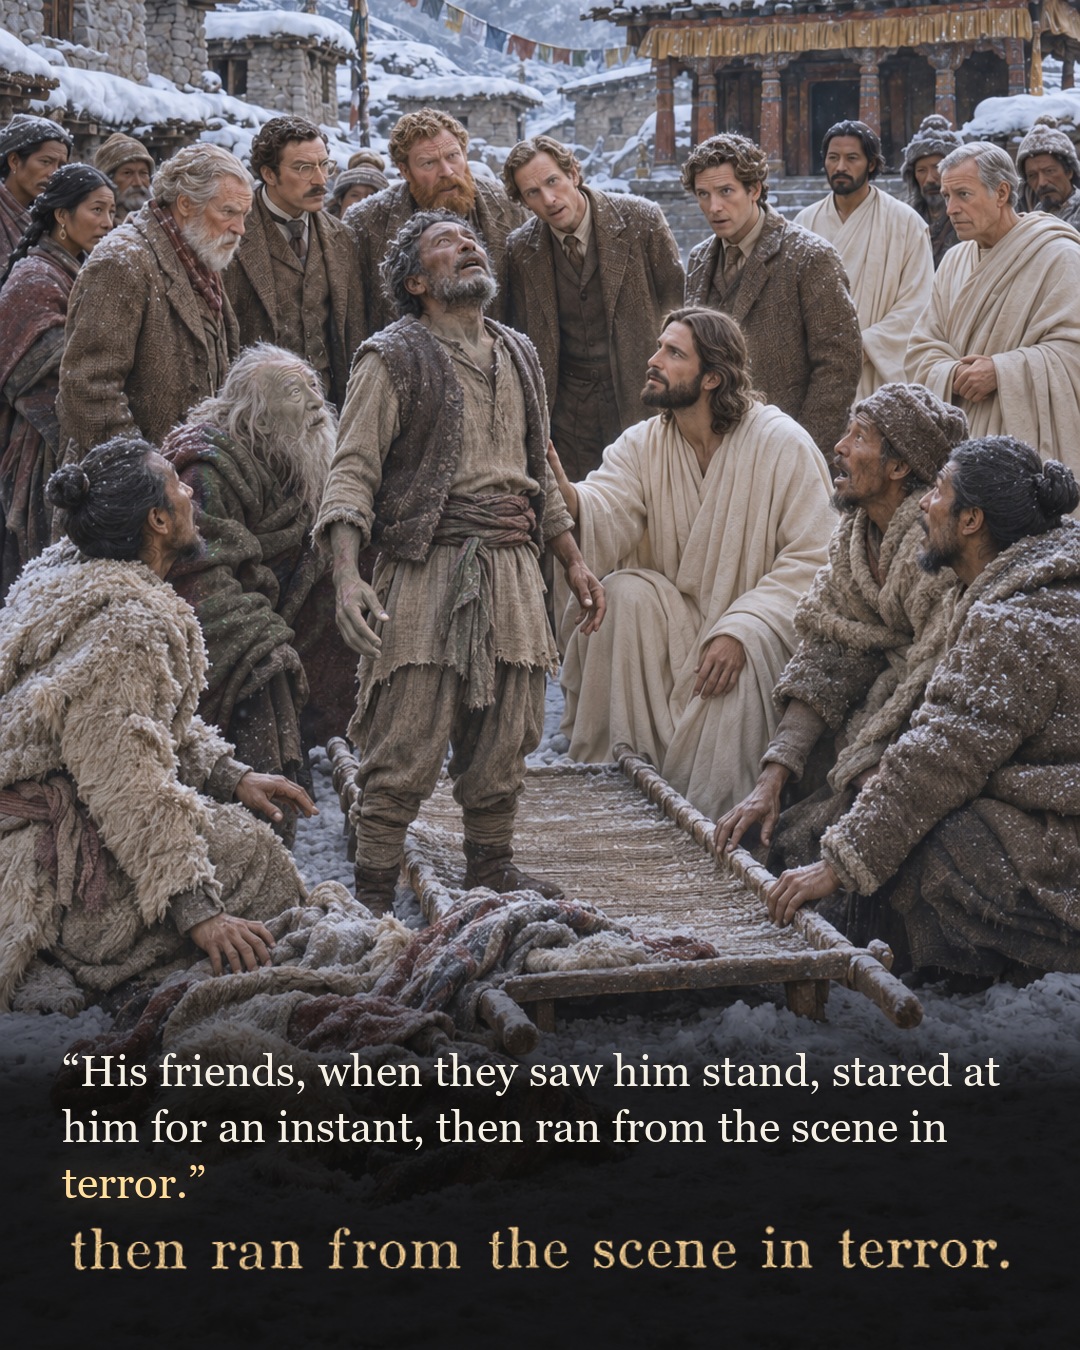 “His friends, when they saw him stand, stared at
him for an instant, then ran from the scene in
terror.”
then ran from the scene in terror.